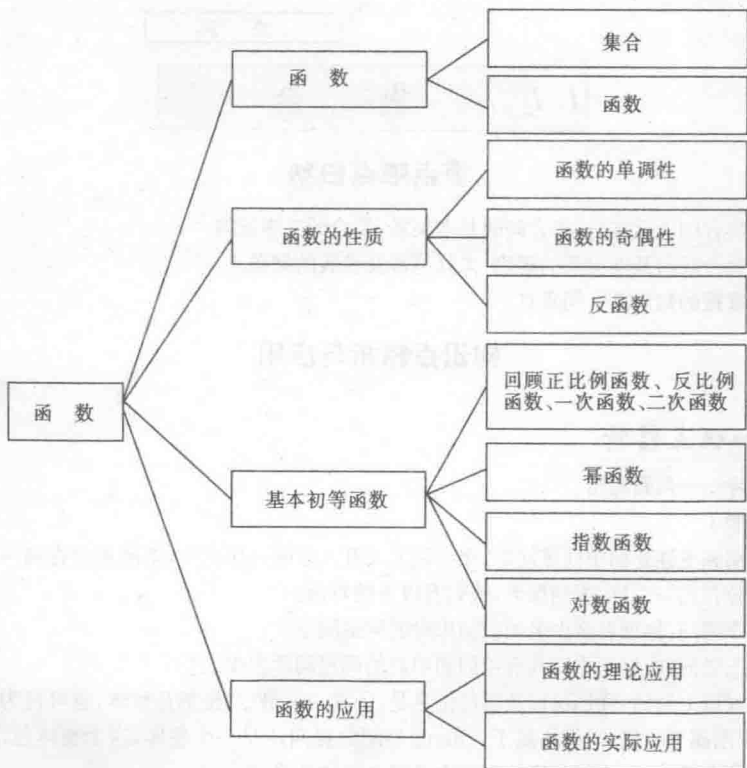 函 数
集合
函数
函数的性质
函数的单调性
函数的奇偶性
反函数
函 数
基本初等函数
回顾正比例函数、反比例
函数、一次函数、二次函数
幂函数
指数函数
对数函数
函数的应用
函数的理论应用
函数的实际应用